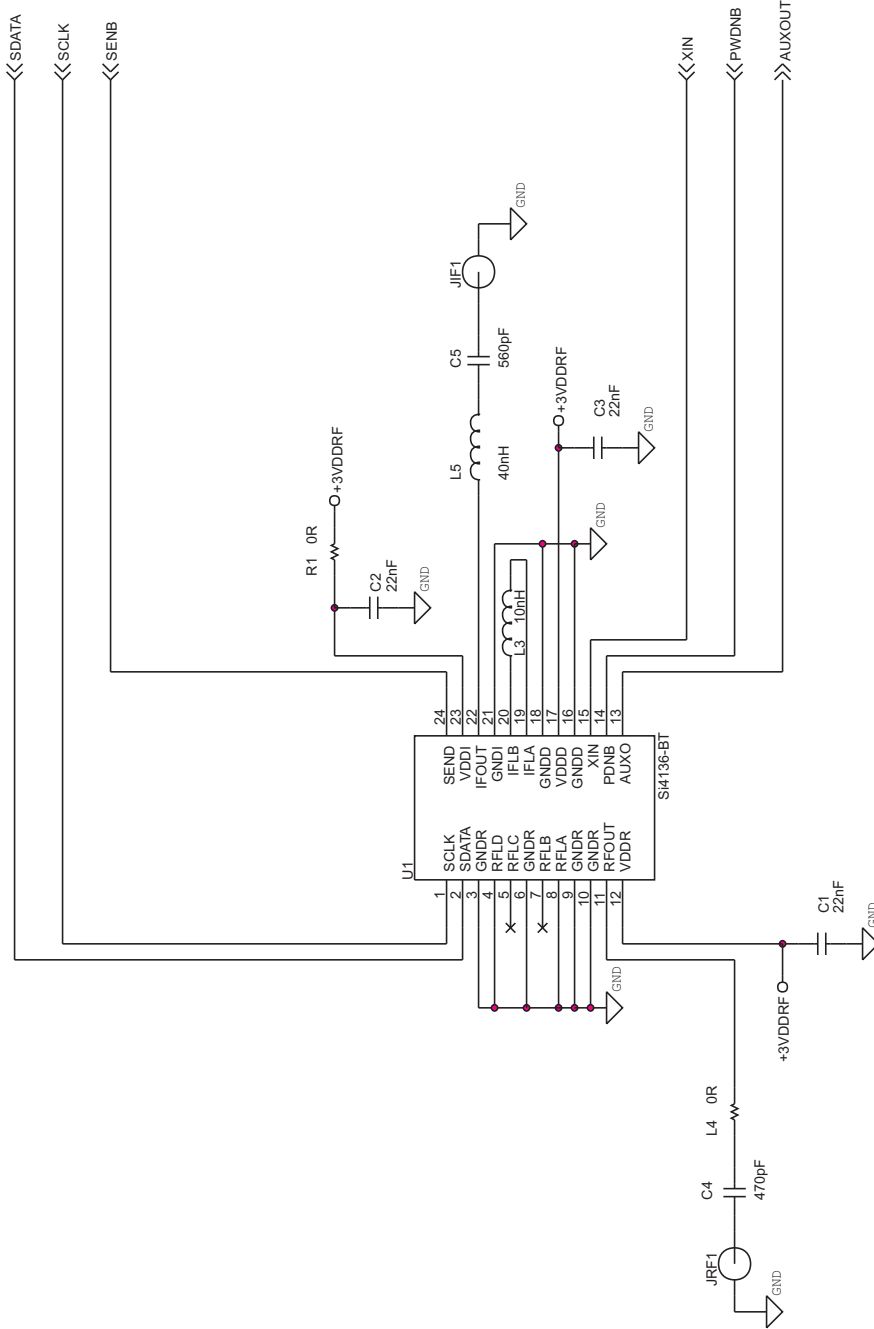 SDATA
SCLK
SENB
XIN
PWDNB
AUXOUT
JIF1
GND
C5
560pF
L5
40nH
+3VDDRF
C3
22nF
GND
+3VDDRF
R1 0R
C2
22nF
GND
GND
L3 10nH
24
23
22
21
20
19
18
17
16
15
14
13
SEND
VDDI
IFOUT
GNDI
IFLB
IFLA
GNDD
VDDD
GNDD
XIN
PDNB
AUXO
Si4136-BT
U1
SCLK
SDATA
GNDR
RFLD
RFLC
GNDR
RFLB
RFLA
GNDR
GNDR
RFOUT
VDDR
1
2
3
4
5
6
7
8
9
10
11
12
GND
C1
22nF
GND
+3VDDRF
L4 0R
C4
470pF
JRF1
GND